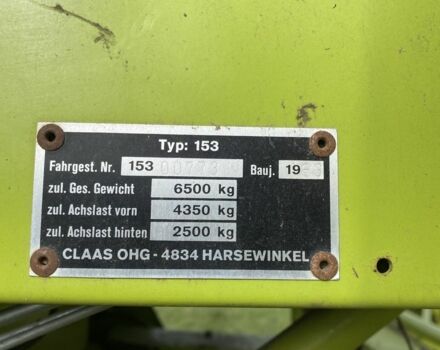 Typ: 153
Fahrgest. Nr. 153 Bauj. 19
zul. Ges. Gewicht 6500 kg
zul. Achslast vorn 4350 kg
zul. Achslast hinten 2500 kg
CLAAS OHG - 4834 HARSEWINKEL